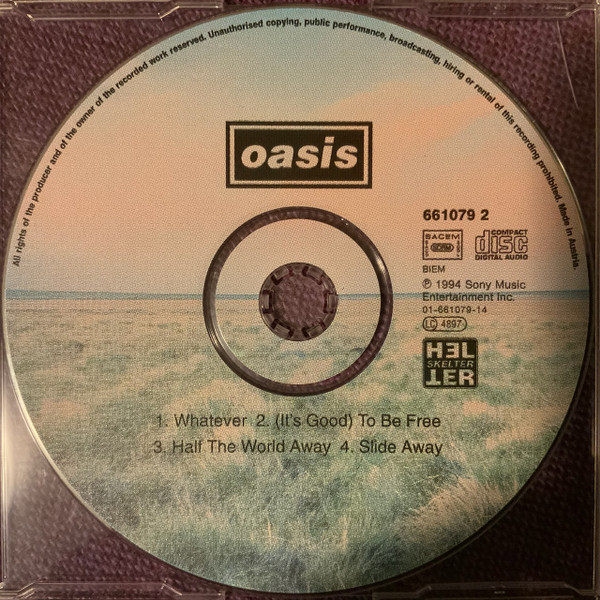 All rights of the producer and of the owner of the recorded work reserved. Unauthorised copying, public performance, broadcasting, hiring or rental of this recording prohibited. Made in Austria.
oasis
661079 2
SACEM
COMPACT
disc
DIGITAL AUDIO
BIEM
℗ 1994 Sony Music
Entertainment Inc.
01-661079-14
LC 4897
HEL
SKELTER
TER
1. Whatever 2. (It's Good) To Be Free
3. Half The World Away 4. Slide Away